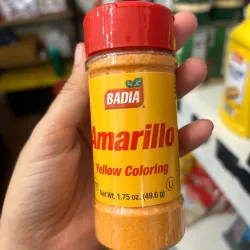 BADIA
Amarillo
Yellow Coloring
Net Wt. 1.75 oz. (49.6 g)